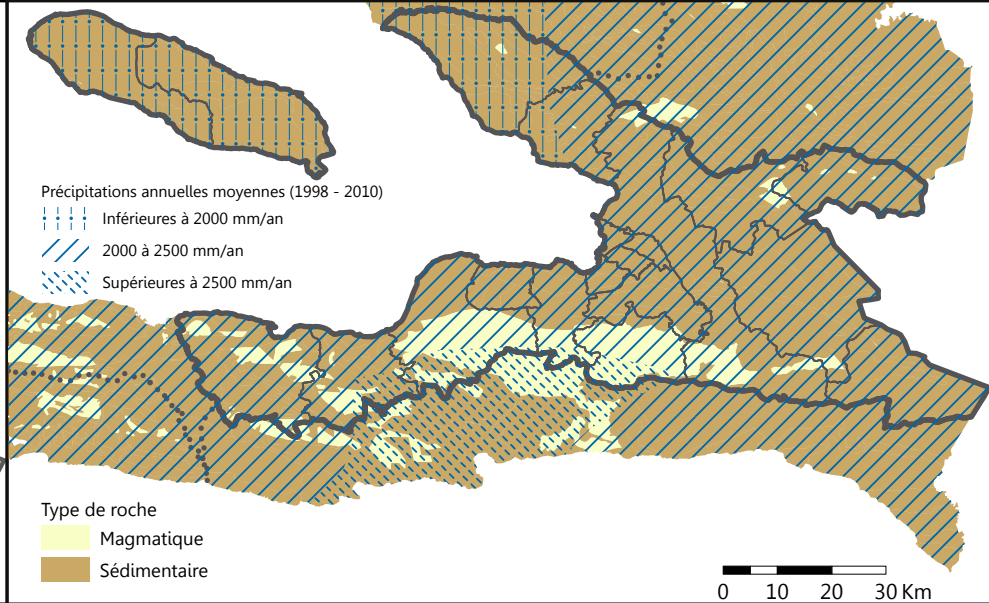 Précipitations annuelles moyennes (1998 - 2010)
Inférieures à 2000 mm/an
2000 à 2500 mm/an
Supérieures à 2500 mm/an
Type de roche
Magmatique
Sédimentaire
0 10 20 30 Km